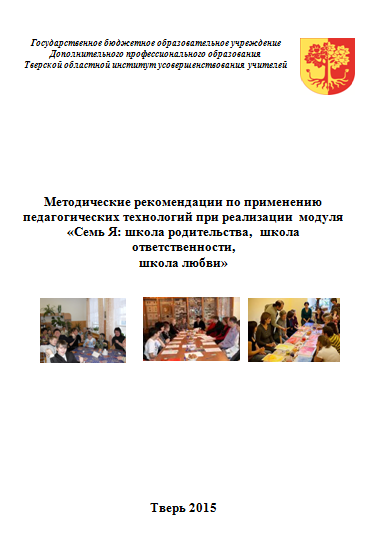 Государственное бюджетное образовательное учреждение
Дополнительного профессионального образования
Тверской областной институт усовершенствования учителей
Методические рекомендации по применению
педагогических технологий при реализации модуля
«Семь Я: школа родительства, школа
ответственности,
школа любви»
Тверь 2015